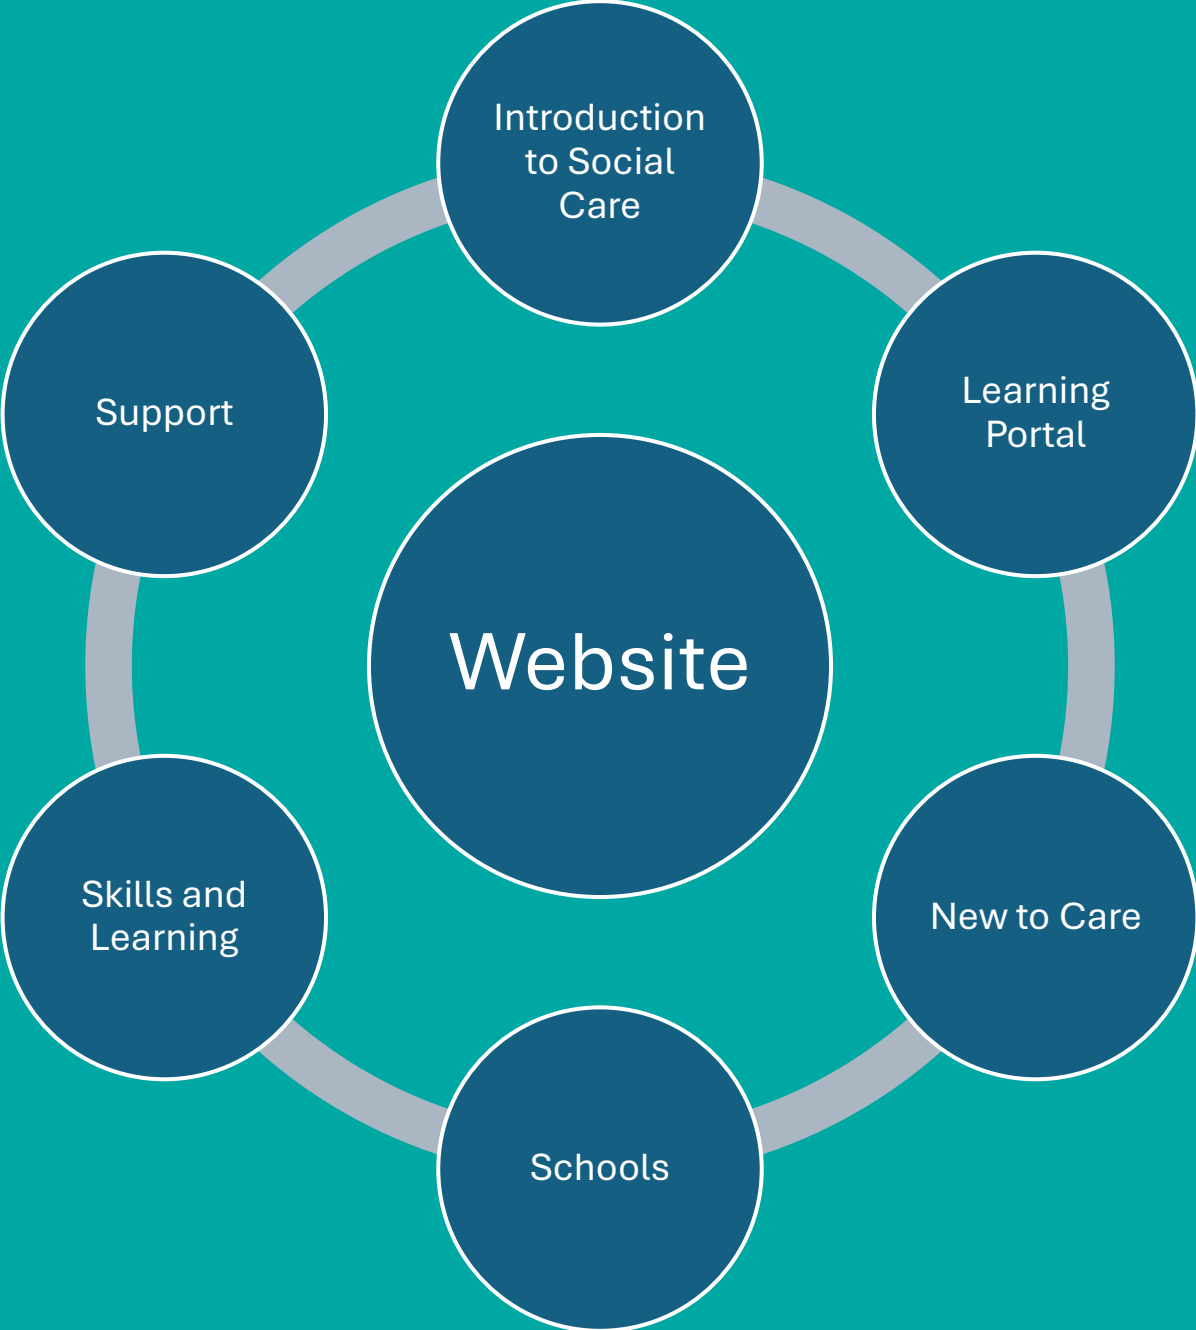 Introduction
to Social
Care
Learning
Portal
New to Care
Schools
Skills and
Learning
Support
Website